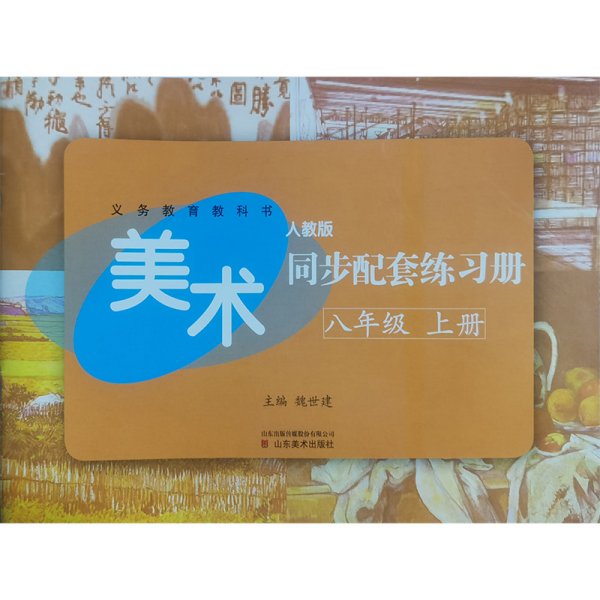 义务教育教科书
美术
人教版
同步配套练习册
八年级 上册
主编 魏世建
山东出版传媒股份有限公司
山东美术出版社